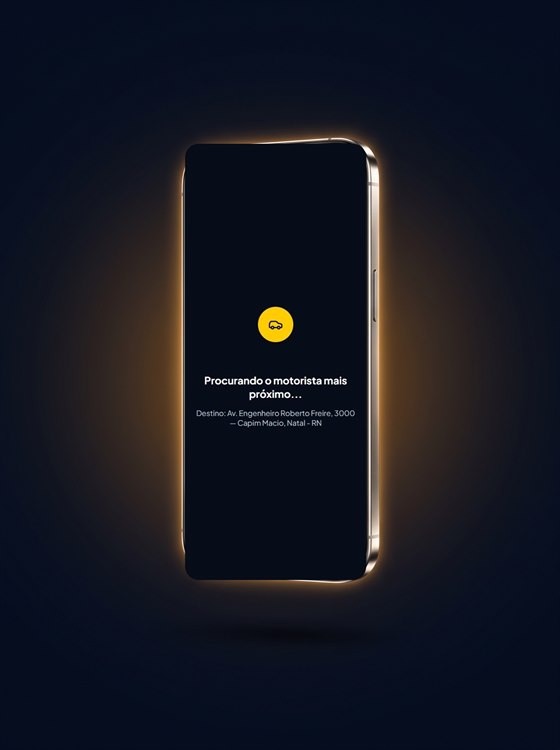 Procurando o motorista mais
próximo...
Destino: Av. Engenheiro Roberto Freire, 3000
— Capim Macio, Natal - RN